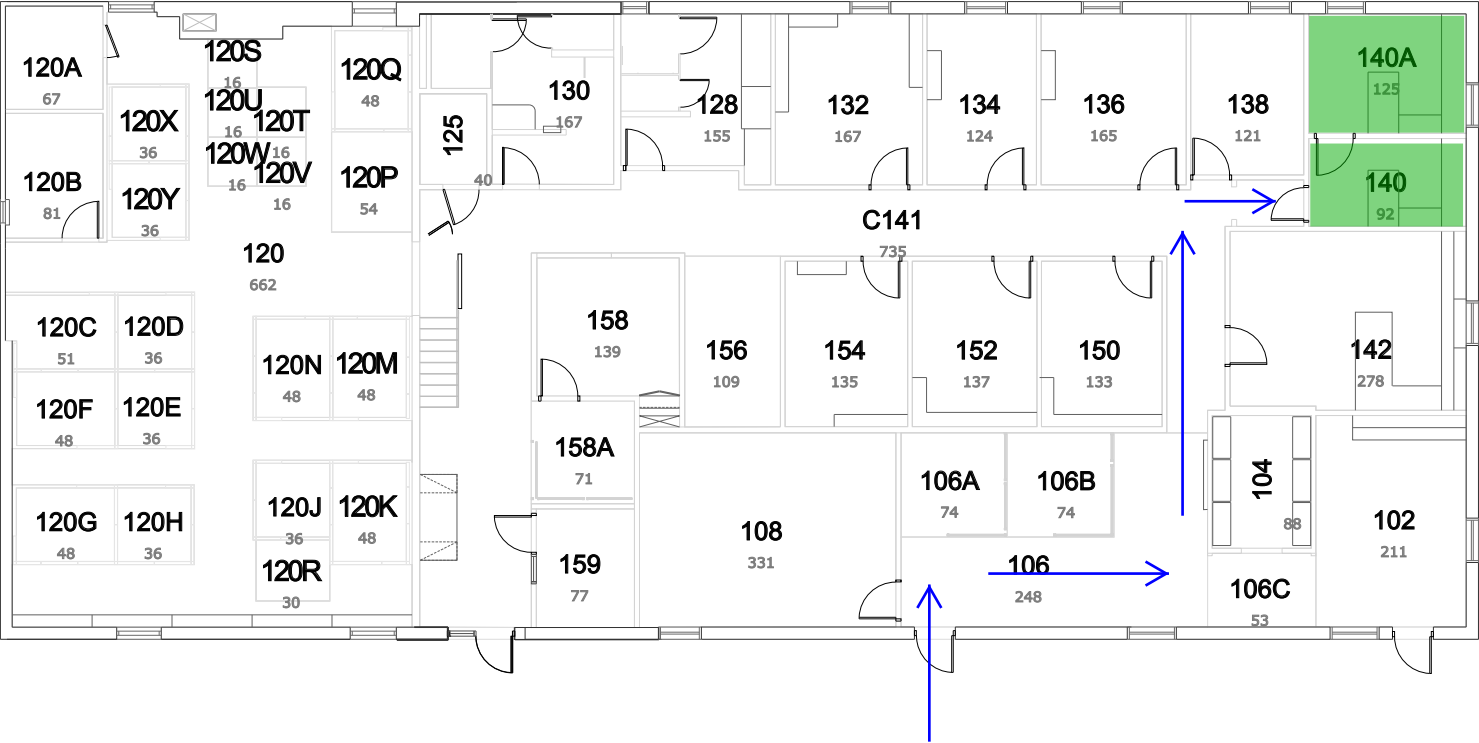 120A
67
120B
81
120X
36
120Y
36
120S
16
120U
16
120T
16
120W
16
120V
16
120Q
48
120P
54
120
662
120C
51
120D
36
120F
48
120E
36
120G
48
120H
36
120N
48
120M
48
120J
36
120K
48
120R
30
125
40
130
167
128
155
132
167
134
124
136
165
138
121
140A
125
140
92
C141
735
158
139
156
109
154
135
152
137
150
133
142
278
158A
71
159
77
108
331
106A
74
106B
74
106
248
104
88
106C
53
102
211